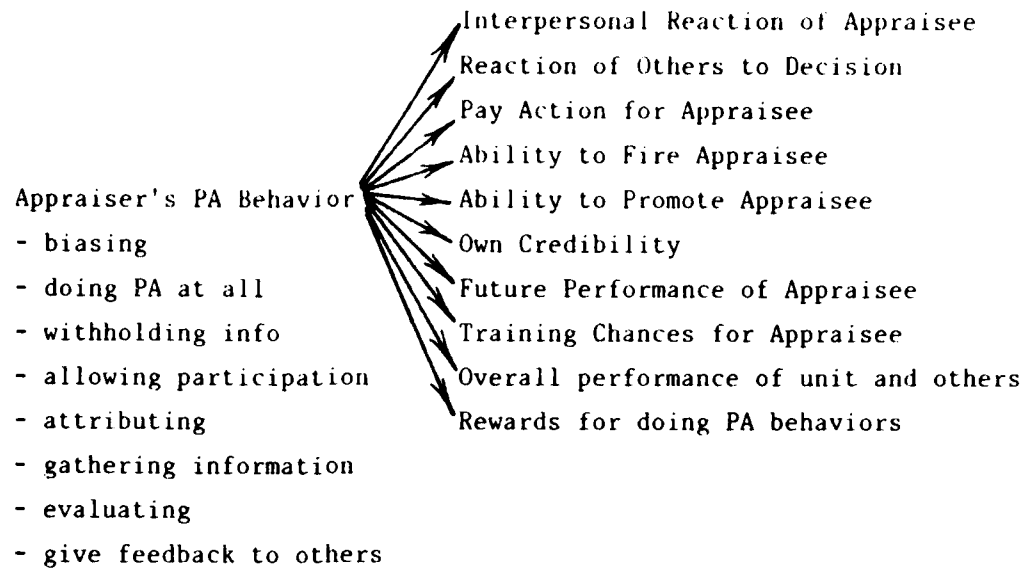 Interpersonal Reaction of Appraisee
Reaction of Others to Decision
Pay Action for Appraisee
Ability to Fire Appraisee
Appraiser's PA Behavior
Ability to Promote Appraisee
- biasing
Own Credibility
- doing PA at all
Future Performance of Appraisee
- withholding info
Training Chances for Appraisee
- allowing participation
Overall performance of unit and others
- attributing
Rewards for doing PA behaviors
- gathering information
- evaluating
- give feedback to others